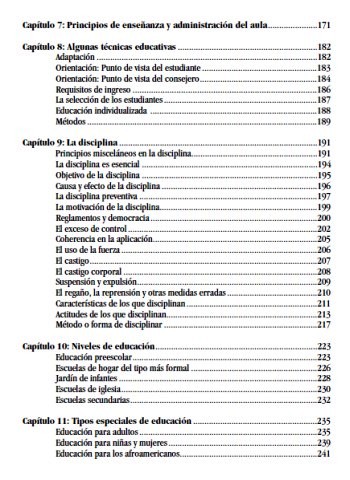 Capítulo 7: Principios de enseñanza y administración del aula.....................171
Capítulo 8: Algunas técnicas educativas.....................182
Adaptación.....................182
Orientación: Punto de vista del estudiante.....................183
Orientación: Punto de vista del consejero.....................184
Requisitos de ingreso.....................186
La selección de los estudiantes.....................187
Educación individualizada.....................188
Métodos.....................189
Capítulo 9: La disciplina.....................191
Principios misceláneos en la disciplina.....................191
La disciplina es esencial.....................194
Objetivo de la disciplina.....................195
Causa y efecto de la disciplina.....................196
La disciplina preventiva.....................197
La motivación de la disciplina.....................199
Reglamentos y democracia.....................200
El exceso de control.....................202
Coherencia en la aplicación.....................205
El uso de la fuerza.....................206
El castigo.....................207
El castigo corporal.....................208
Suspensión y expulsión.....................209
El regaño, la reprensión y otras medidas erradas.....................210
Características de los que disciplinan.....................211
Actitudes de los que disciplinan.....................213
Método o forma de disciplinar.....................217
Capítulo 10: Niveles de educación.....................223
Educación preescolar.....................223
Escuelas de hogar del tipo más formal.....................226
Jardín de infantes.....................228
Escuelas de iglesia.....................230
Escuelas secundarias.....................232
Capítulo 11: Tipos especiales de educación.....................235
Educación para adultos.....................235
Educación para niñas y mujeres.....................239
Educación para los afroamericanos.....................241